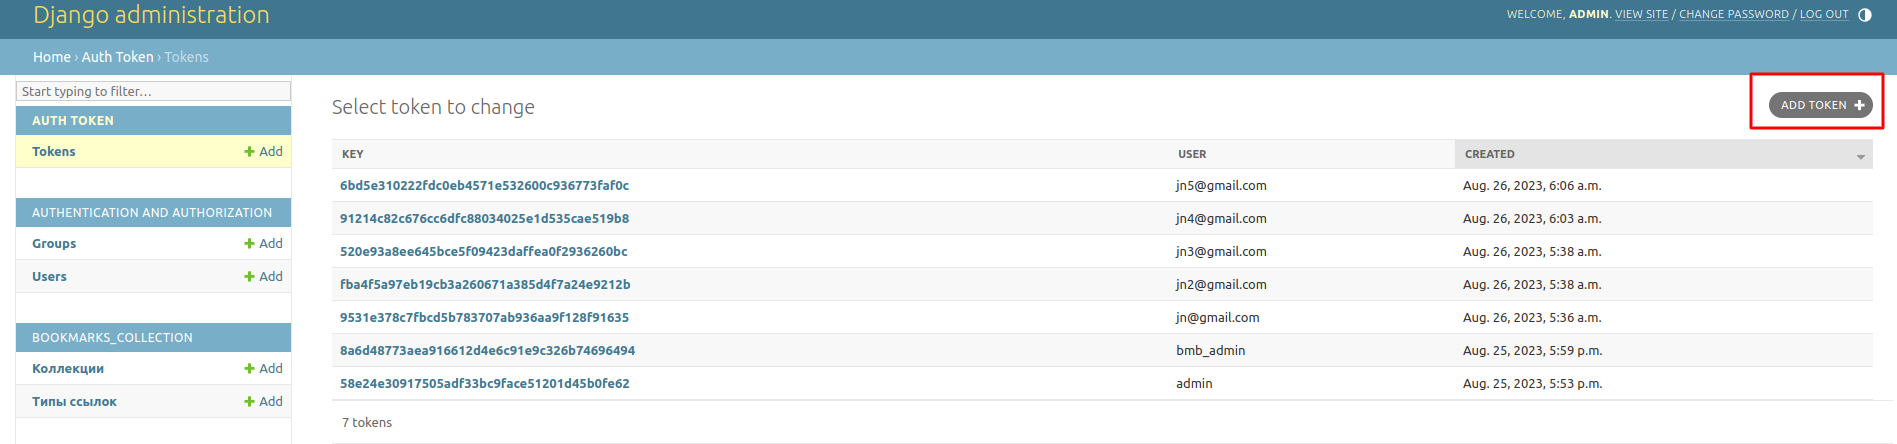 Django administration
WELCOME, ADMIN. VIEW SITE / CHANGE PASSWORD / LOG OUT
Home › Auth Token › Tokens
Start typing to filter…
AUTH TOKEN
Tokens + Add
AUTHENTICATION AND AUTHORIZATION
Groups + Add
Users + Add
BOOKMARKS_COLLECTION
Коллекции + Add
Типы ссылок + Add
Select token to change
ADD TOKEN +
KEY USER CREATED
6bd5e310222fdc0eb4571e532600c936773faf0c jn5@gmail.com Aug. 26, 2023, 6:06 a.m.
91214c82c676cc6dfc88034025e1d535cae519b8 jn4@gmail.com Aug. 26, 2023, 6:03 a.m.
520e93a8ee645bce5f09423daffea0f2936260bc jn3@gmail.com Aug. 26, 2023, 5:38 a.m.
fba4f5a97eb19cb3a260671a385d4f7a24e9212b jn2@gmail.com Aug. 26, 2023, 5:38 a.m.
9531e378c7fbcd5b783707ab936aa9f128f91635 jn@gmail.com Aug. 26, 2023, 5:36 a.m.
8a6d48773aea916612d4e6c91e9c326b74696494 bmb_admin Aug. 25, 2023, 5:59 p.m.
58e24e30917505adf33bc9face51201d45b0fe62 admin Aug. 25, 2023, 5:53 p.m.
7 tokens